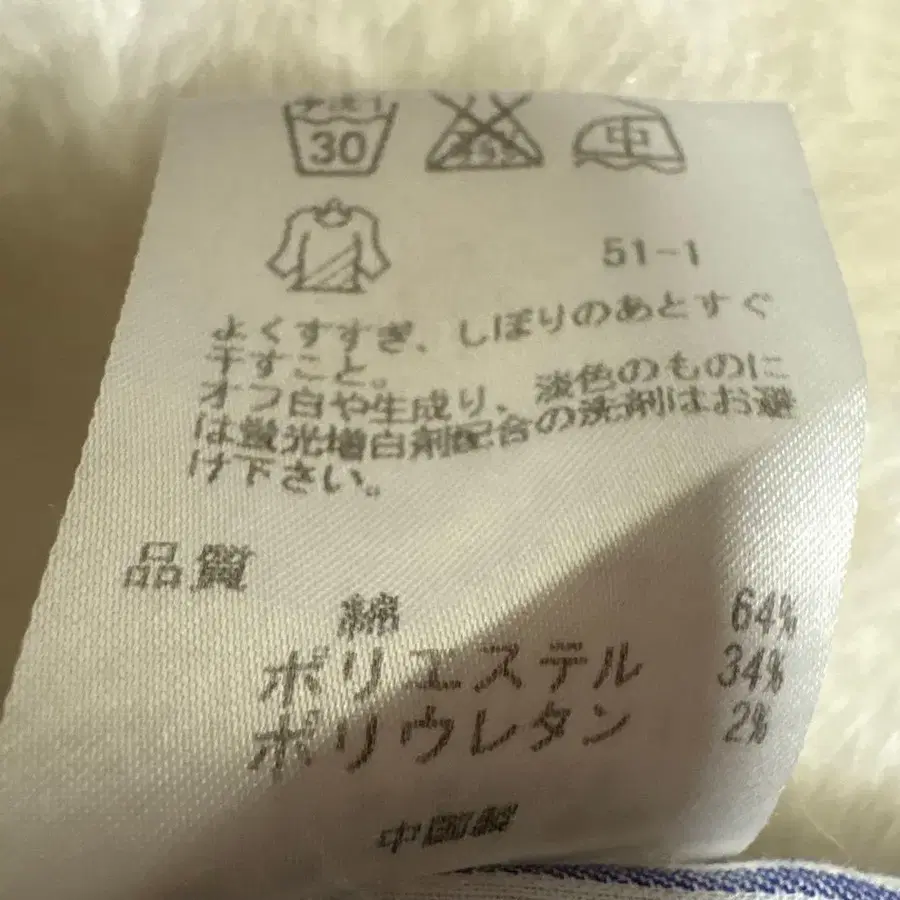 手洗イ
30
中
51-1
よくすすぎ、しぼりのあとすぐ
干すこと。
オフ白や生成り、淡色のものに
は蛍光増白剤配合の洗剤はお避
け下さい。
品質
綿 64%
ポリエステル 34%
ポリウレタン 2%
中国製